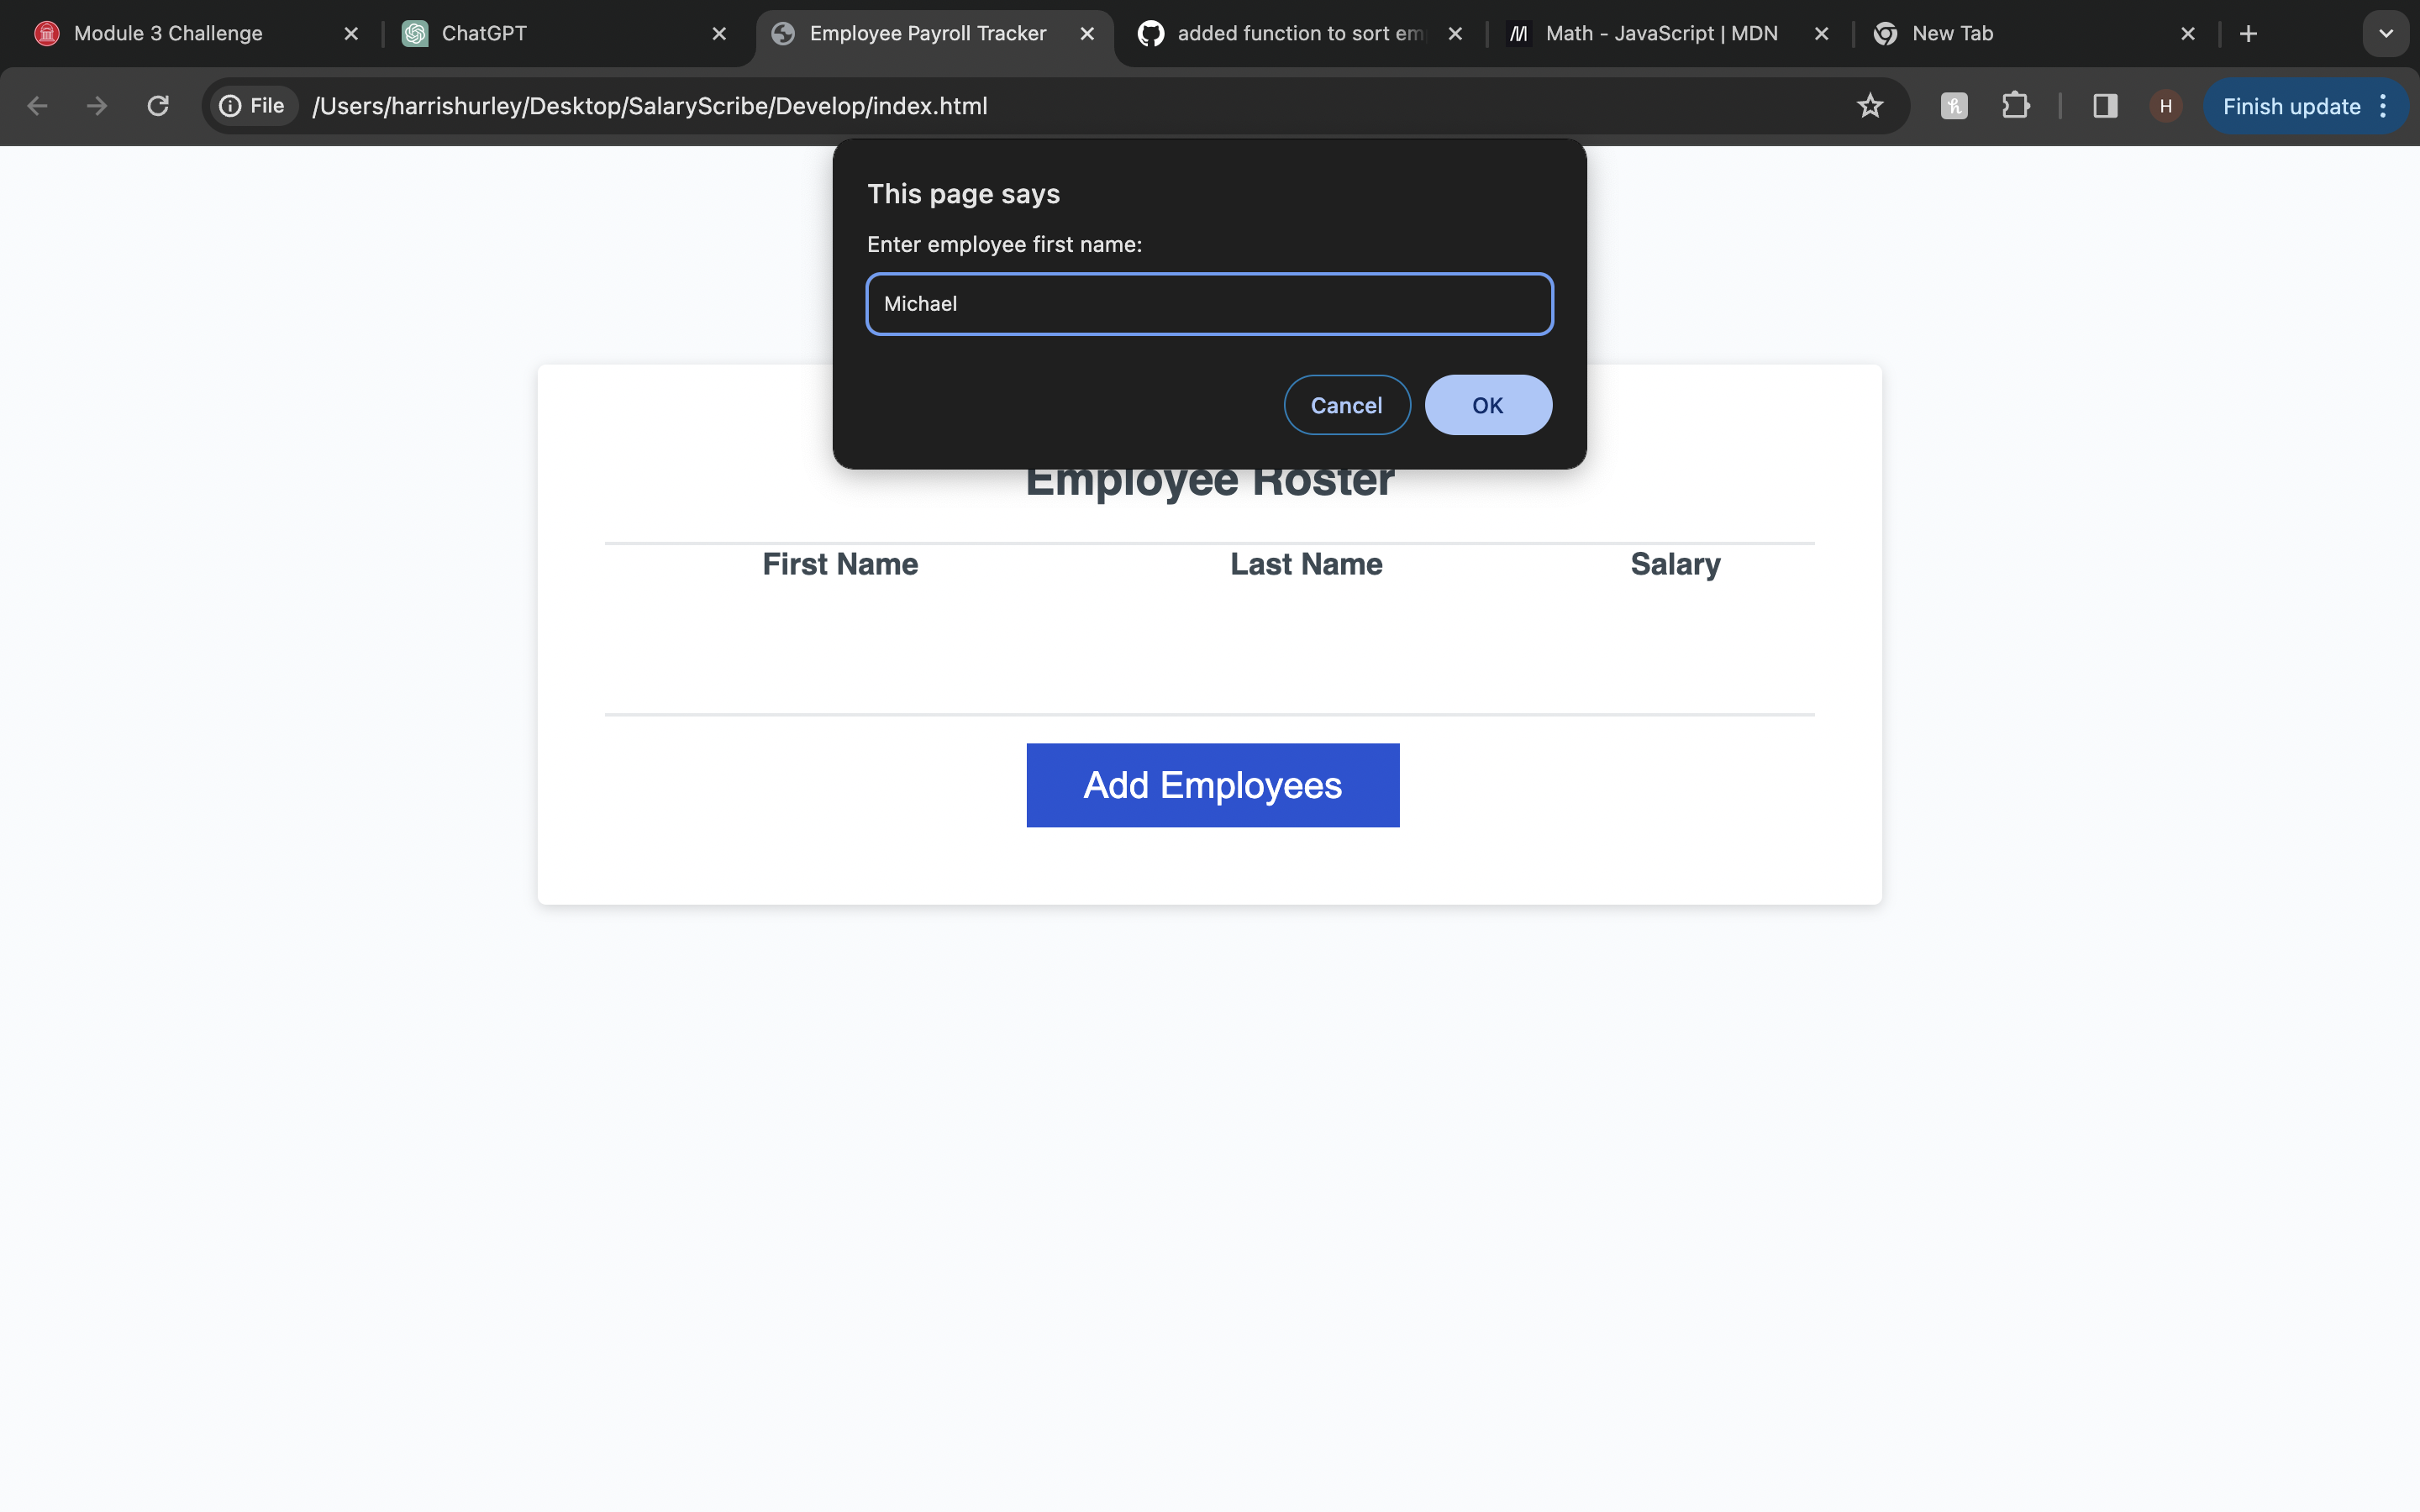 Module 3 Challenge
ChatGPT
Employee Payroll Tracker
added function to sort em
Math - JavaScript | MDN
New Tab
File
/Users/harrishurley/Desktop/SalaryScribe/Develop/index.html
H
Finish update
This page says
Enter employee first name:
Michael
Cancel
OK
Employee Roster
First Name Last Name Salary
Add Employees